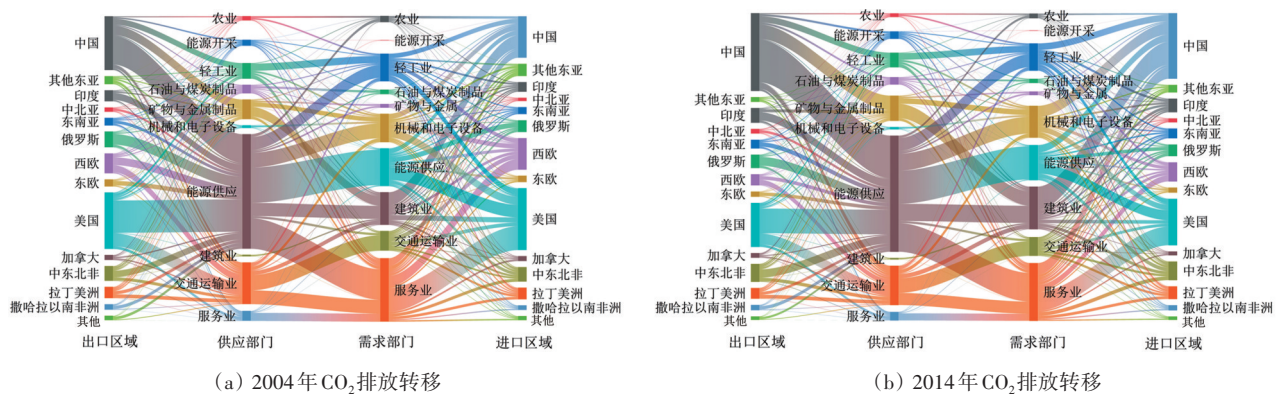 中国
其他东亚
印度
中北亚
东南亚
俄罗斯
西欧
东欧
美国
加拿大
中东北非
拉丁美洲
撒哈拉以南非洲
其他
出口区域
农业
能源开采
轻工业
石油与煤炭制品
矿物与金属制品
机械和电子设备
能源供应
建筑业
交通运输业
服务业
供应部门
农业
能源开采
轻工业
石油与煤炭制品
矿物与金属
机械和电子设备
能源供应
建筑业
交通运输业
服务业
需求部门
中国
其他东亚
印度
中北亚
东南亚
俄罗斯
西欧
东欧
美国
加拿大
中东北非
拉丁美洲
撒哈拉以南非洲
其他
进口区域
(a) 2004年CO₂排放转移
中国
其他东亚
印度
中北亚
东南亚
俄罗斯
西欧
东欧
美国
加拿大
中东北非
拉丁美洲
撒哈拉以南非洲
其他
出口区域
农业
能源开采
轻工业
石油与煤炭制品
矿物与金属制品
机械和电子设备
能源供应
建筑业
交通运输业
服务业
供应部门
农业
能源开采
轻工业
石油与煤炭制品
矿物与金属
机械和电子设备
能源供应
建筑业
交通运输业
服务业
需求部门
中国
其他东亚
印度
中北亚
东南亚
俄罗斯
西欧
东欧
美国
加拿大
中东北非
拉丁美洲
撒哈拉以南非洲
其他
进口区域
(b) 2014年CO₂排放转移